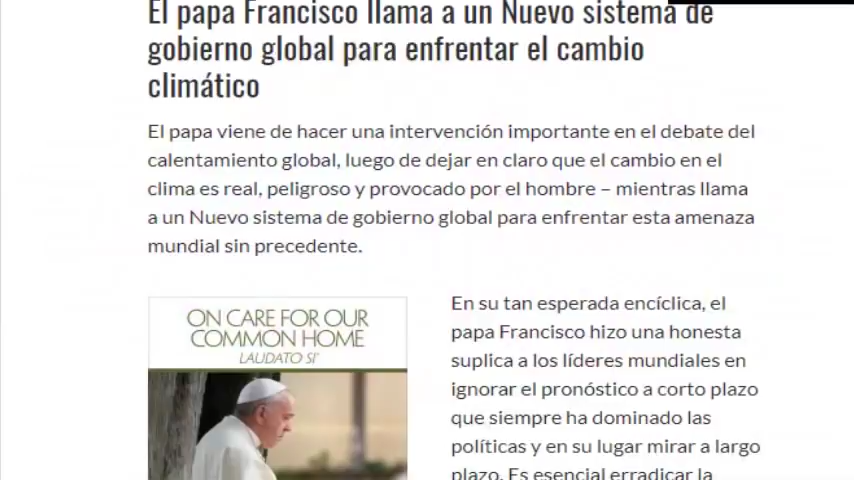 El papa Francisco llama a un Nuevo sistema de
gobierno global para enfrentar el cambio
climático
El papa viene de hacer una intervención importante en el debate del
calentamiento global, luego de dejar en claro que el cambio en el
clima es real, peligroso y provocado por el hombre – mientras llama
a un Nuevo sistema de gobierno global para enfrentar esta amenaza
mundial sin precedente.
ON CARE FOR OUR
COMMON HOME
LAUDATO SI'
En su tan esperada encíclica, el
papa Francisco hizo una honesta
suplica a los líderes mundiales en
ignorar el pronóstico a corto plazo
que siempre ha dominado las
políticas y en su lugar mirar a largo
plazo. Es esencial erradicar la